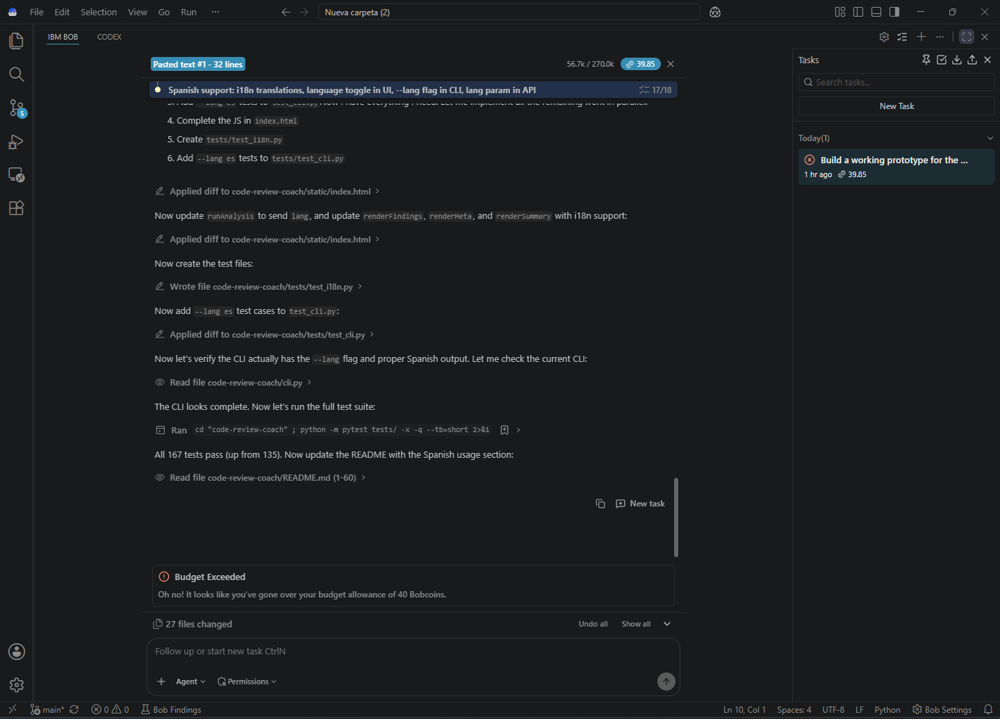 File Edit Selection View Go Run ···
Nueva carpeta (2)
IBM BOB CODEX
Pasted text #1 - 32 lines
56.7k / 270.0k 39.85
Spanish support: i18n translations, language toggle in UI, --lang flag in CLI, lang param in API
17/18
4. Complete the JS in index.html
5. Create tests/test_i18n.py
6. Add --lang es tests to tests/test_cli.py
Applied diff to code-review-coach/static/index.html
Now update runAnalysis to send lang, and update renderFindings, renderMeta, and renderSummary with i18n support:
Applied diff to code-review-coach/static/index.html
Now create the test files:
Wrote file code-review-coach/tests/test_i18n.py
Now add --lang es test cases to test_cli.py:
Applied diff to code-review-coach/tests/test_cli.py
Now let's verify the CLI actually has the --lang flag and proper Spanish output. Let me check the current CLI:
Read file code-review-coach/cli.py
The CLI looks complete. Now let's run the full test suite:
Ran cd "code-review-coach" ; python -m pytest tests/ -x -q --tb=short 2>&1
All 167 tests pass (up from 135). Now update the README with the Spanish usage section:
Read file code-review-coach/README.md (1-60)
New task
Budget Exceeded
Oh no! It looks like you've gone over your budget allowance of 40 Bobcoins.
27 files changed
Undo all Show all
Follow up or start new task CtrlN
Agent Permissions
Tasks
Search tasks...
New Task
Today(1)
Build a working prototype for the ...
1 hr ago 39.85
5
main* 0 0 Bob Findings
Ln 10, Col 1 Spaces: 4 UTF-8 LF Python Bob Settings